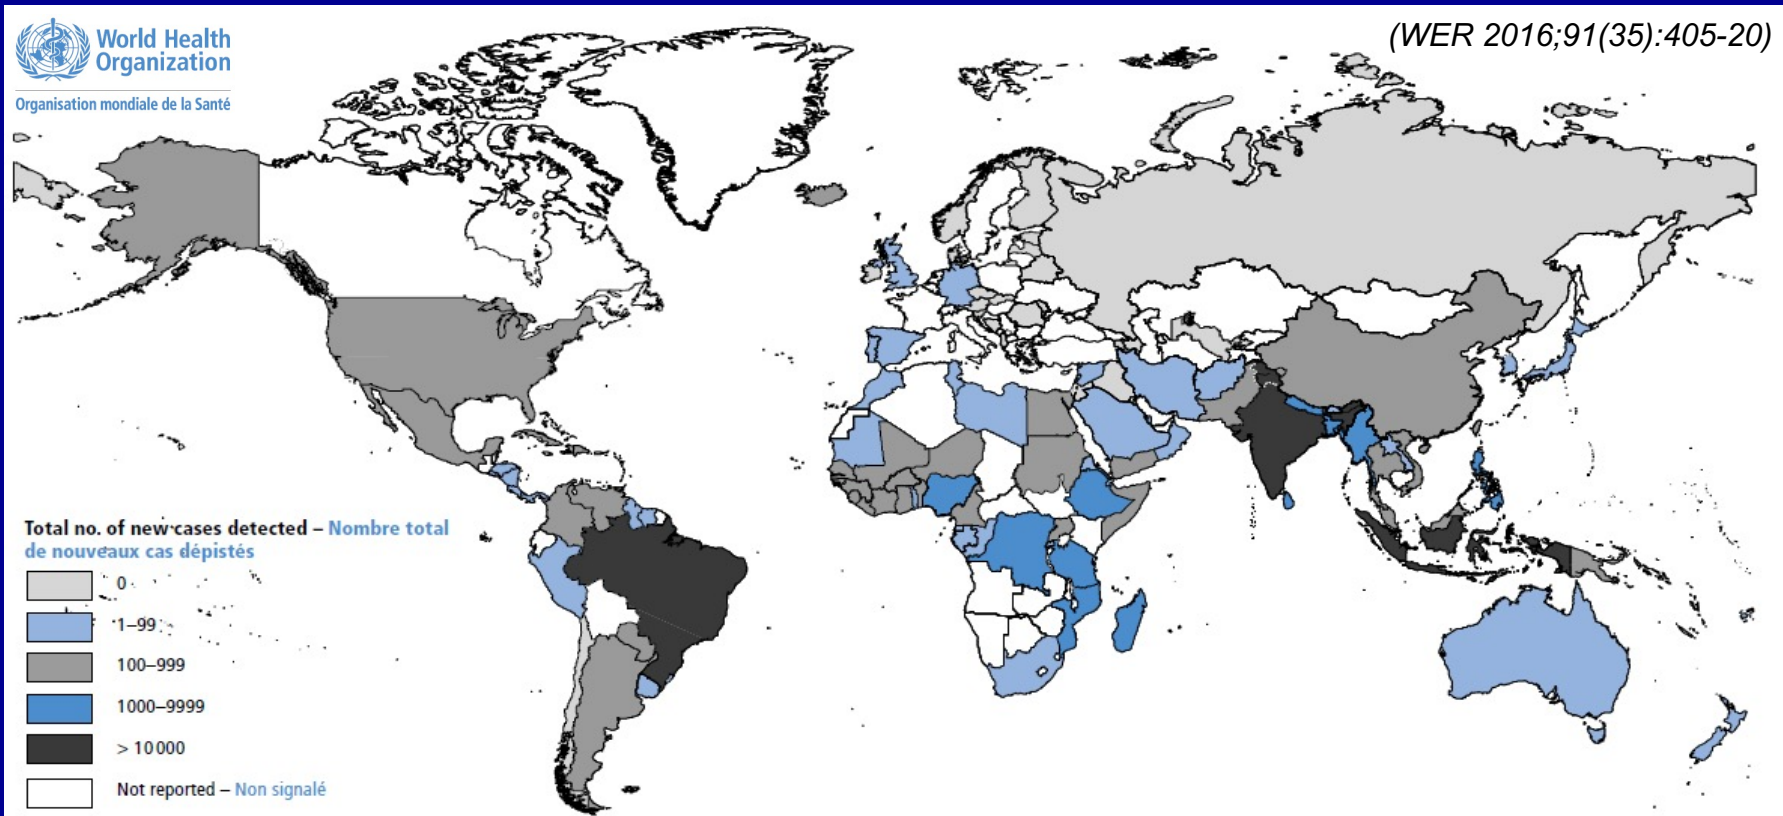 World Health
Organization
Organisation mondiale de la Santé
(WER 2016;91(35):405-20)
Total no. of new cases detected – Nombre total
de nouveaux cas dépistés
0
1–99
100–999
1000–9999
> 10 000
Not reported – Non signalé